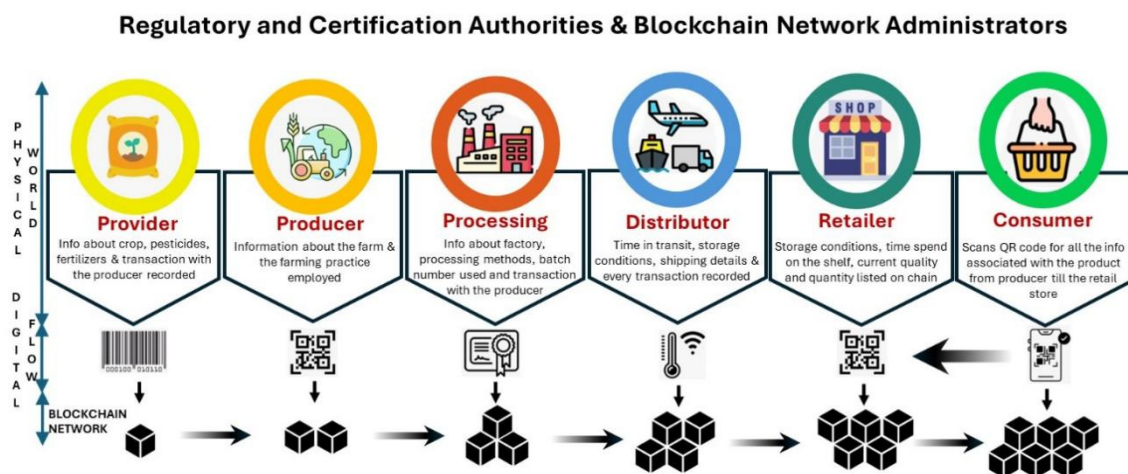 Regulatory and Certification Authorities & Blockchain Network Administrators
PHYSICAL
WORLD
SHOP
Provider
Info about crop, pesticides,
fertilizers & transaction with
the producer recorded
Producer
Information about the farm &
the farming practice
employed
Processing
Info about factory,
processing methods, batch
number used and transaction
with the producer
Distributor
Time in transit, storage
conditions, shipping details &
every transaction recorded
Retailer
Storage conditions, time spend
on the shelf, current quality
and quantity listed on chain
Consumer
Scans QR code for all the info
associated with the product
from producer till the retail
store
DIGITAL
FLOW
000100 010110
BLOCKCHAIN
NETWORK